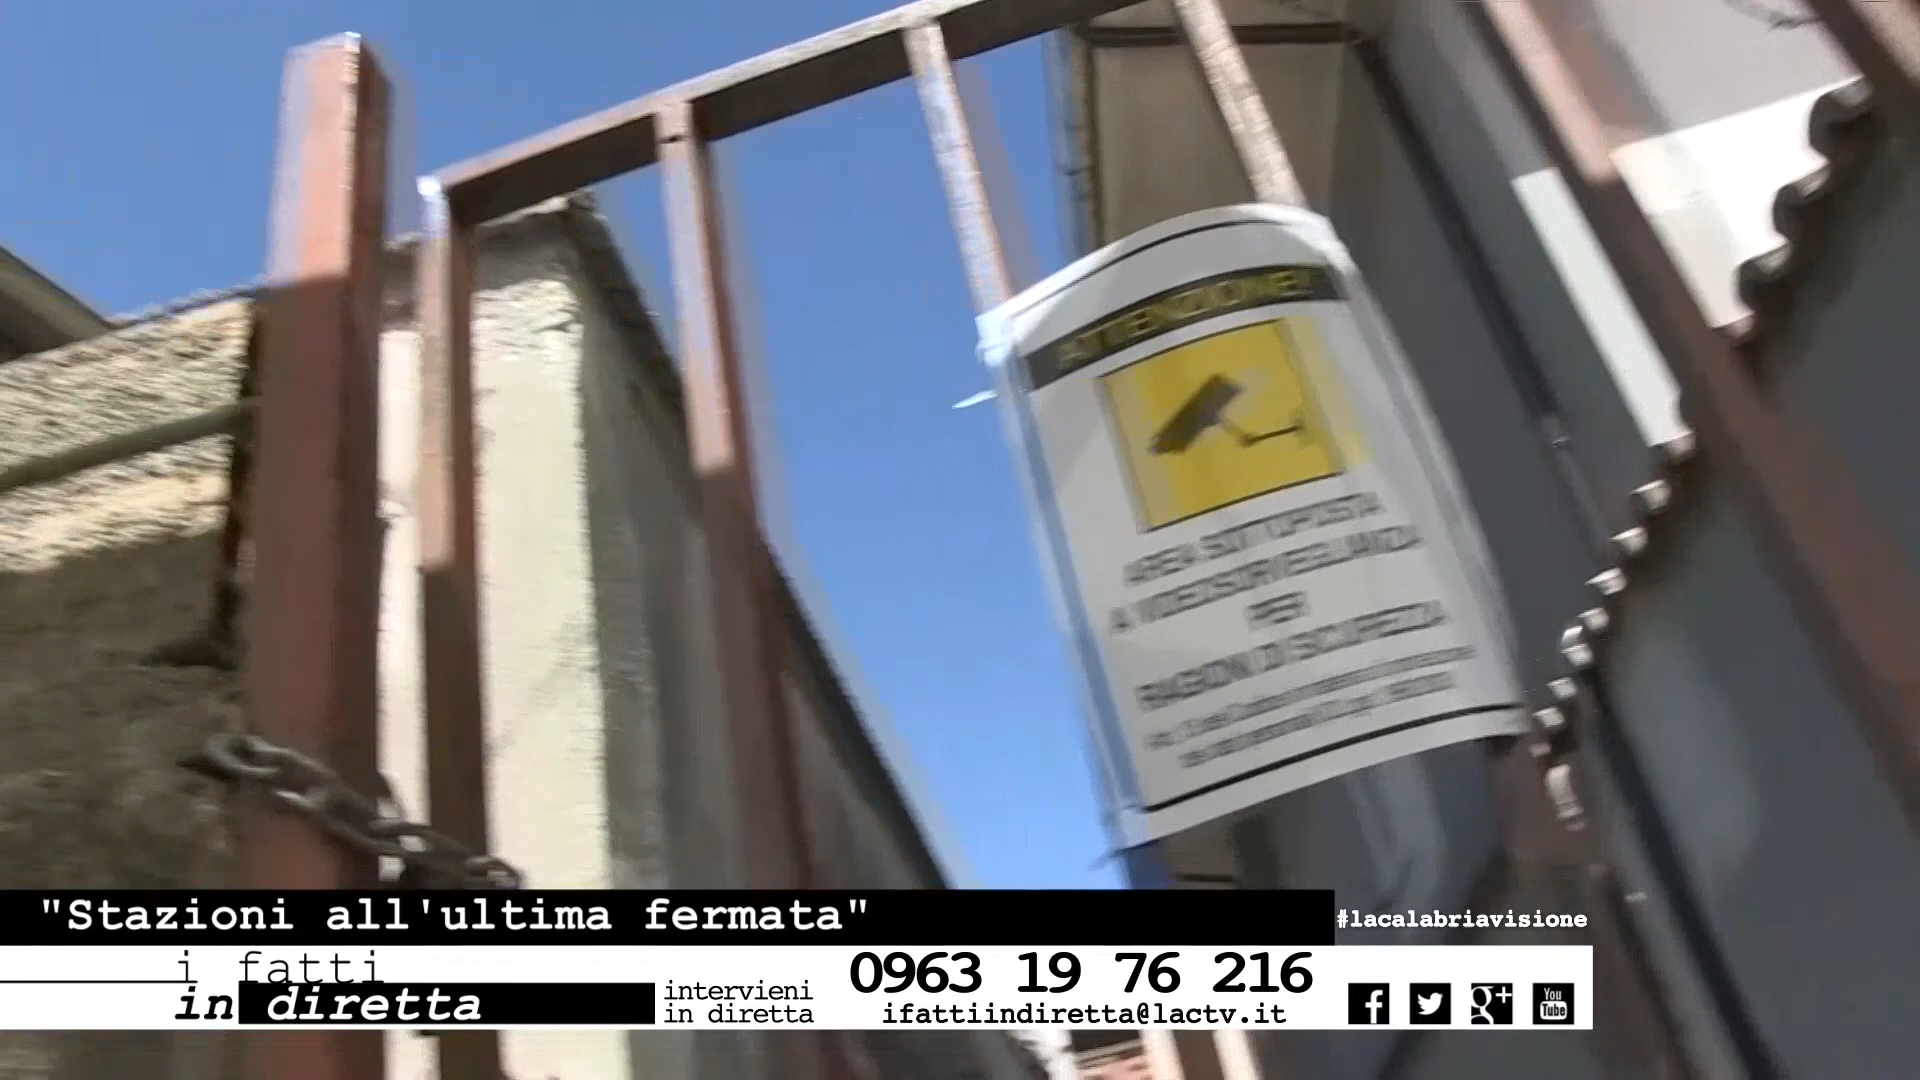 ATTENZIONE!
AREA SOTTOPOSTA
A VIDEOSORVEGLIANZA
PER
RAGIONI DI SICUREZZA
"Stazioni all'ultima fermata"
#lacalabriavisione
i fatti
in diretta
intervieni
in diretta
0963 19 76 216
ifattiindiretta@lactv.it
You
Tube